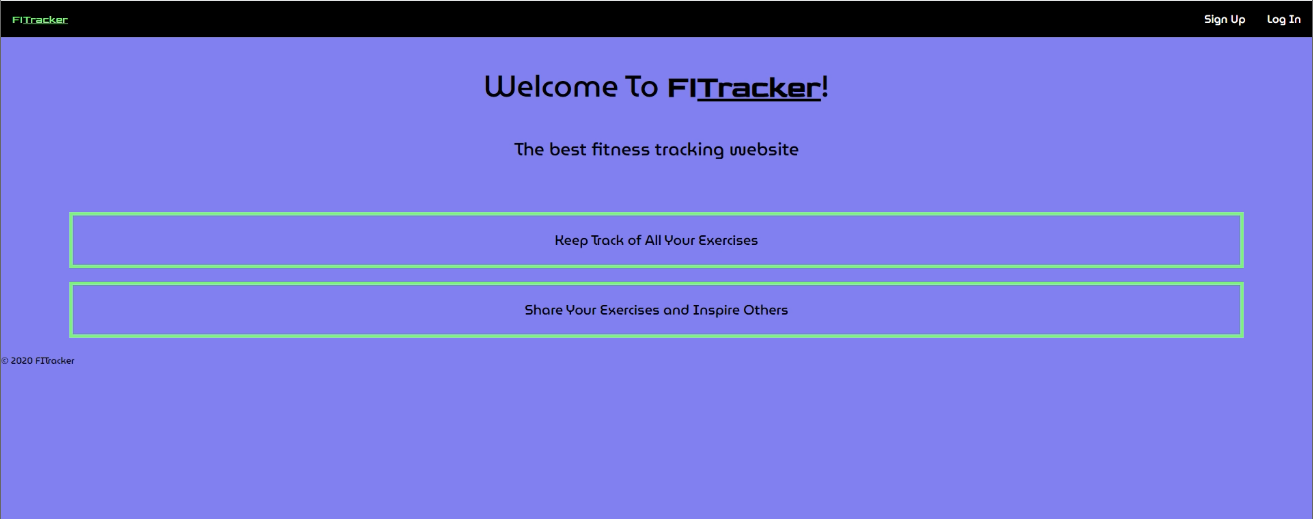 FITracker
Sign Up
Log In
Welcome To FITracker!
The best fitness tracking website
Keep Track of All Your Exercises
Share Your Exercises and Inspire Others
© 2020 FITracker